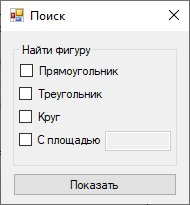 Поиск
Найти фигуру
Прямоугольник
Треугольник
Круг
С площадью
Показать